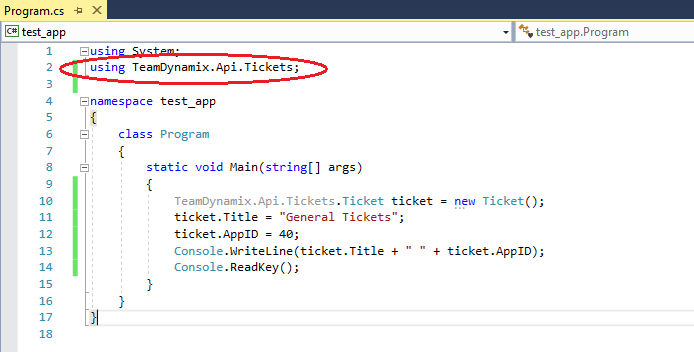 Program.cs
C# test_app
test_app.Program
1 using System;
2 using TeamDynamix.Api.Tickets;
3
4 namespace test_app
5 {
6 class Program
7 {
8 static void Main(string[] args)
9 {
10 TeamDynamix.Api.Tickets.Ticket ticket = new Ticket();
11 ticket.Title = "General Tickets";
12 ticket.AppID = 40;
13 Console.WriteLine(ticket.Title + " " + ticket.AppID);
14 Console.ReadKey();
15 }
16 }
17 }
18